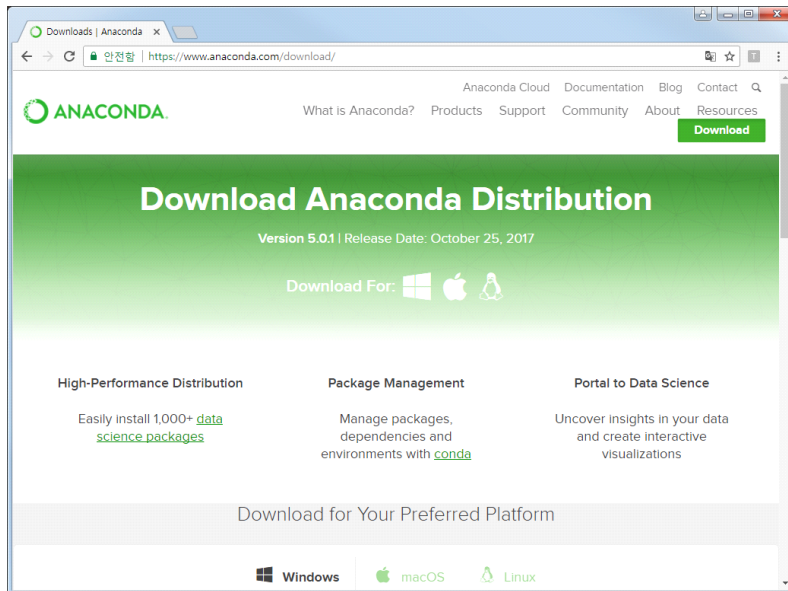 Downloads | Anaconda
안전함 | https://www.anaconda.com/download/
T
Anaconda Cloud Documentation Blog Contact
ANACONDA.
What is Anaconda? Products Support Community About Resources
Download
Download Anaconda Distribution
Version 5.0.1 | Release Date: October 25, 2017
Download For:
High-Performance Distribution Package Management Portal to Data Science
Easily install 1,000+ data Manage packages, Uncover insights in your data
science packages dependencies and and create interactive
environments with conda visualizations
Download for Your Preferred Platform
Windows macOS Linux